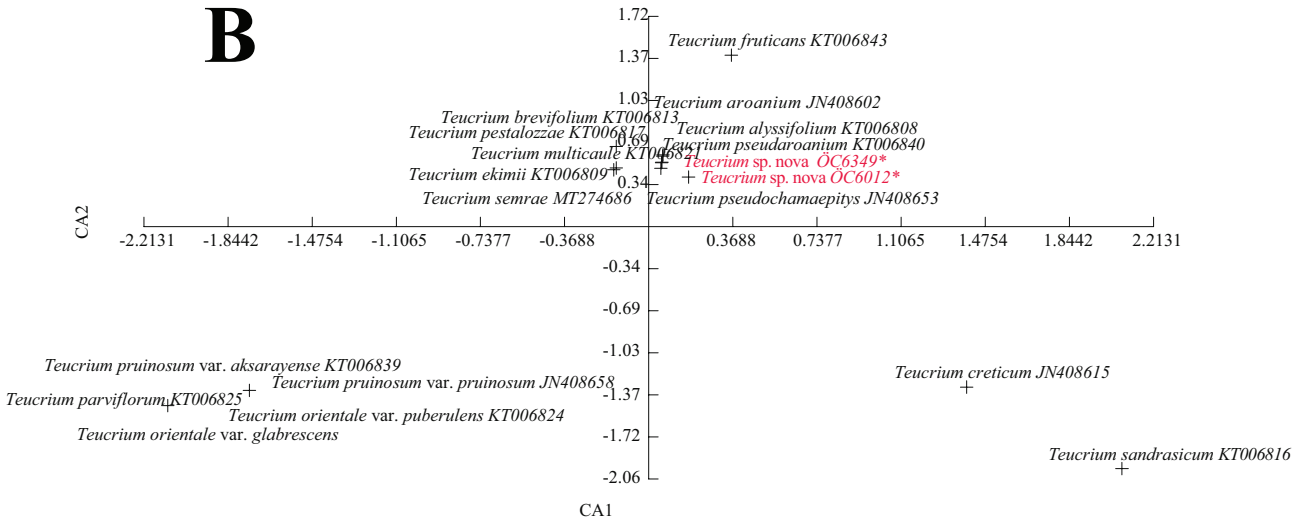 B
1.72
Teucrium fruticans KT006843
1.37
1.03
Teucrium aroanium JN408602
Teucrium brevifolium KT006813
Teucrium alyssifolium KT006808
Teucrium pestalozzae KT006817
0.69
Teucrium pseudaroanium KT006840
Teucrium multicaule KT006821
Teucrium sp. nova ÖC6349*
Teucrium ekimii KT006809
Teucrium sp. nova ÖC6012*
0.34
Teucrium semrae MT274686
Teucrium pseudochamaepitys JN408653
CA2
-2.2131 -1.8442 -1.4754 -1.1065 -0.7377 -0.3688 0.3688 0.7377 1.1065 1.4754 1.8442 2.2131
-0.34
-0.69
-1.03
Teucrium pruinosum var. aksarayense KT006839
Teucrium creticum JN408615
Teucrium pruinosum var. pruinosum JN408658
-1.37
Teucrium parviflorum KT006825
Teucrium orientale var. puberulens KT006824
Teucrium orientale var. glabrescens
-1.72
Teucrium sandrasicum KT006816
-2.06
CA1